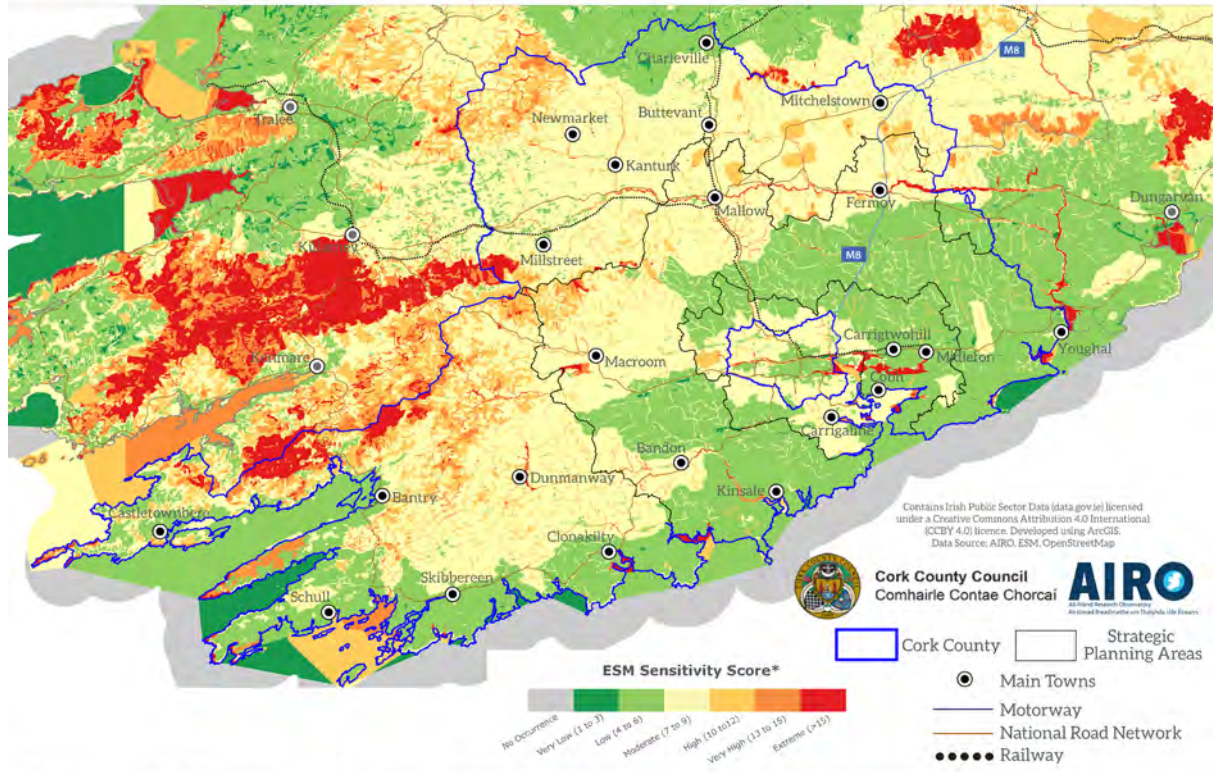 M8
Charleville
Mitchelstown
Newmarket
Buttevant
Tralee
Kanturk
Mallow
Fermoy
Dungarvan
Killarney
Millstreet
M8
Carrigtwohill
Midleton
Youghal
Macroom
Kenmare
Cobh
Carrigaline
Bandon
Dunmanway
Bantry
Kinsale
Castletownbere
Clonakilty
Skibbereen
Schull
Contains Irish Public Sector Data (data.gov.ie) licensed
under a Creative Commons Attribution 4.0 International
(CCBY 4.0) licence. Developed using ArcGIS.
Data Source; AIRO, ESM, OpenStreetMap
Cork County Council
Comhairle Contae Chorcaí
AIRO
All-Island Research Observatory
Cork County
Strategic
Planning Areas
Main Towns
Motorway
National Road Network
Railway
ESM Sensitivity Score*
No Occurrence
Very Low (1 to 3)
Low (4 to 6)
Moderate (7 to 9)
High (10 to12)
Very High (13 to 15)
Extreme (>15)